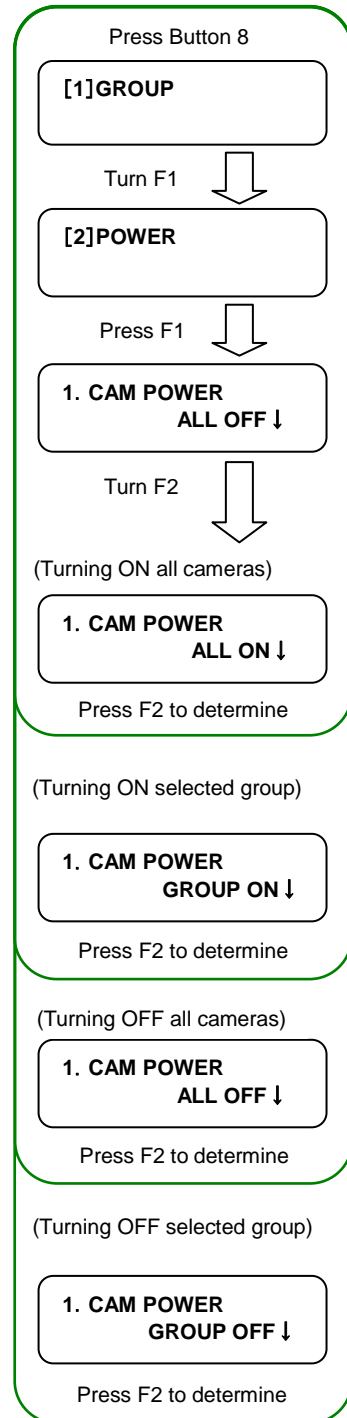 Press Button 8
[1]GROUP
Turn F1
[2]POWER
Press F1
1. CAM POWER
ALL OFF↓
Turn F2
(Turning ON all cameras)
1. CAM POWER
ALL ON↓
Press F2 to determine
(Turning ON selected group)
1. CAM POWER
GROUP ON↓
Press F2 to determine
(Turning OFF all cameras)
1. CAM POWER
ALL OFF↓
Press F2 to determine
(Turning OFF selected group)
1. CAM POWER
GROUP OFF↓
Press F2 to determine